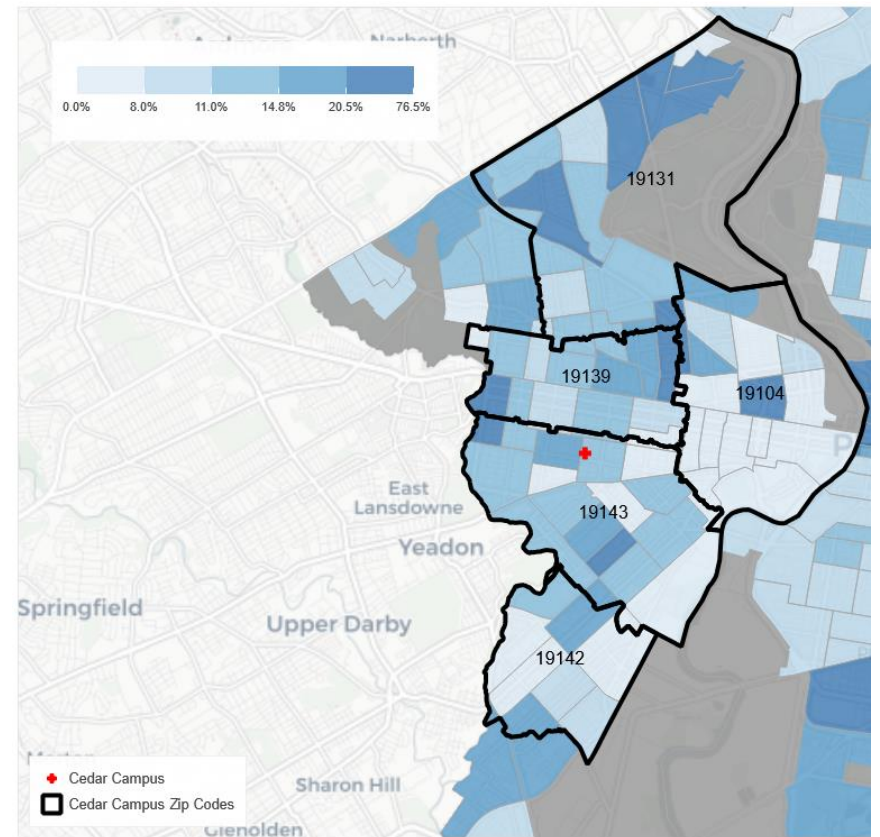 Narberth
0.0% 8.0% 11.0% 14.8% 20.5% 76.5%
19131
19139
19104
P
East
Lansdowne
19143
Yeadon
Springfield
Upper Darby
19142
Cedar Campus
Sharon Hill
Cedar Campus Zip Codes
Glenolden